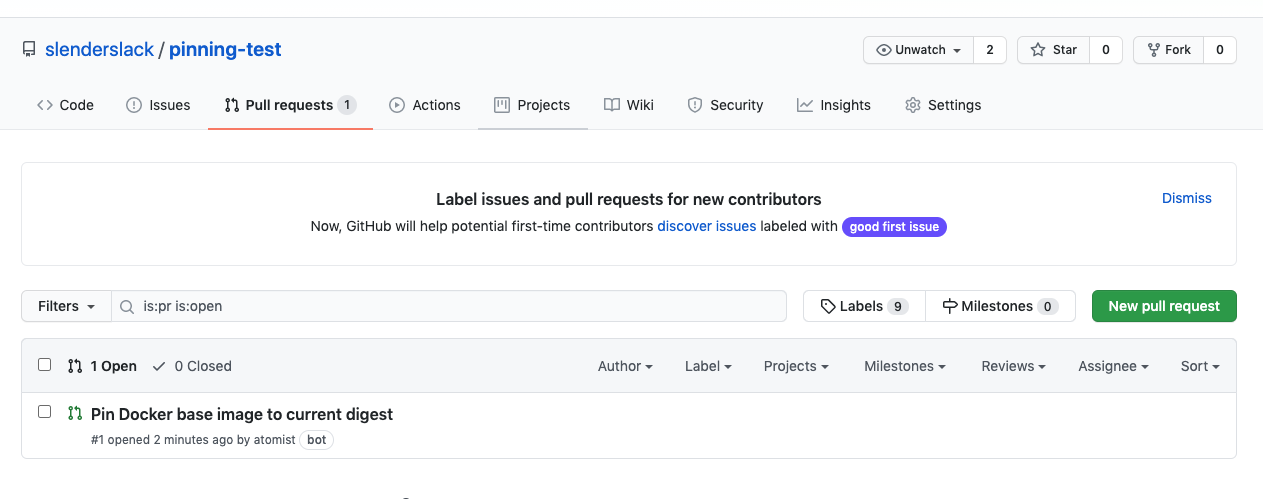 slenderslack / pinning-test
Unwatch 2 Star 0 Fork 0
Code Issues Pull requests 1 Actions Projects Wiki Security Insights Settings
Label issues and pull requests for new contributors
Dismiss
Now, GitHub will help potential first-time contributors discover issues labeled with good first issue
Filters is:pr is:open Labels 9 Milestones 0 New pull request
1 Open 0 Closed Author Label Projects Milestones Reviews Assignee Sort
Pin Docker base image to current digest
#1 opened 2 minutes ago by atomist bot